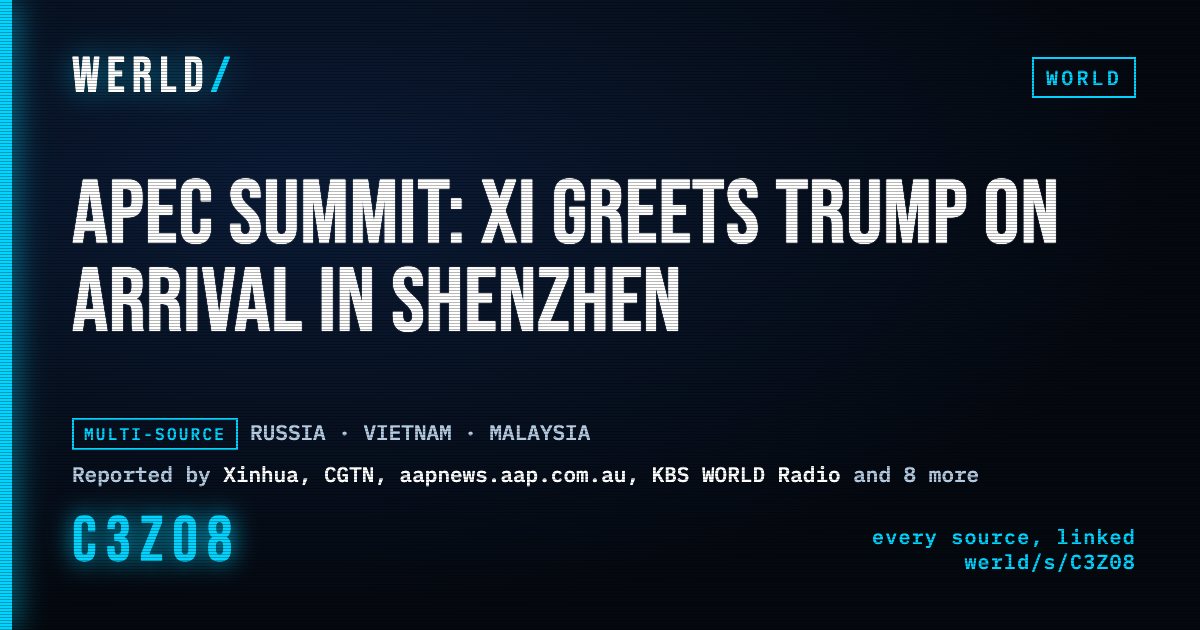 WERLD/
WORLD
APEC SUMMIT: XI GREETS TRUMP ON
ARRIVAL IN SHENZHEN
MULTI-SOURCE RUSSIA · VIETNAM · MALAYSIA
Reported by Xinhua, CGTN, aapnews.aap.com.au, KBS WORLD Radio and 8 more
C3Z08
every source, linked
werld/s/C3Z08